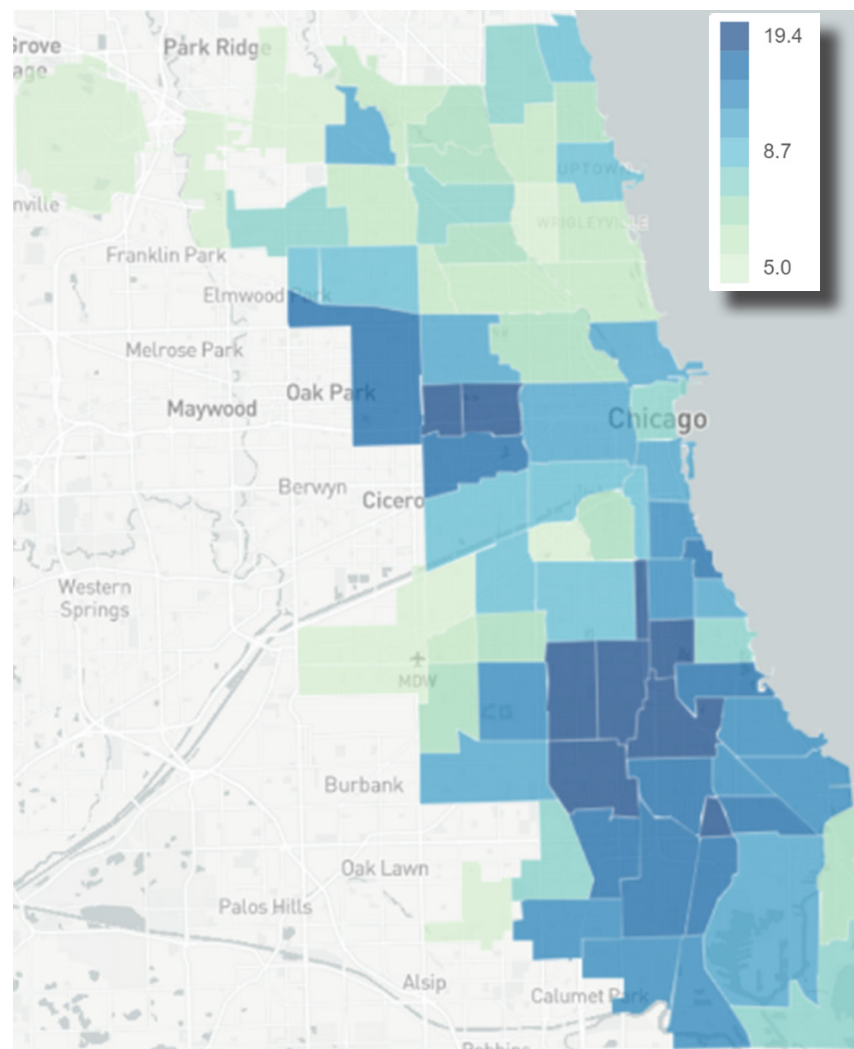 Grove
Park Ridge
19.4
age
8.7
UPTOWN
nville
WRIGLEYVILLE
Franklin Park
5.0
Elmwood Park
Melrose Park
Oak Park
Maywood
Chicago
Berwyn
Cicero
Western
Springs
MDW
Burbank
Oak Lawn
Palos Hills
Alsip
Calumet Park
Robbins